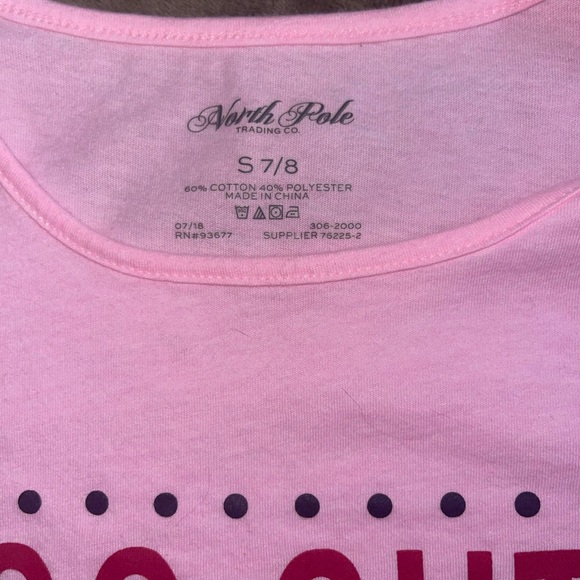 North Pole
TRADING CO.
S 7/8
60% COTTON 40% POLYESTER
MADE IN CHINA
07/18 306-2000
RN#93677 SUPPLIER 76225-2